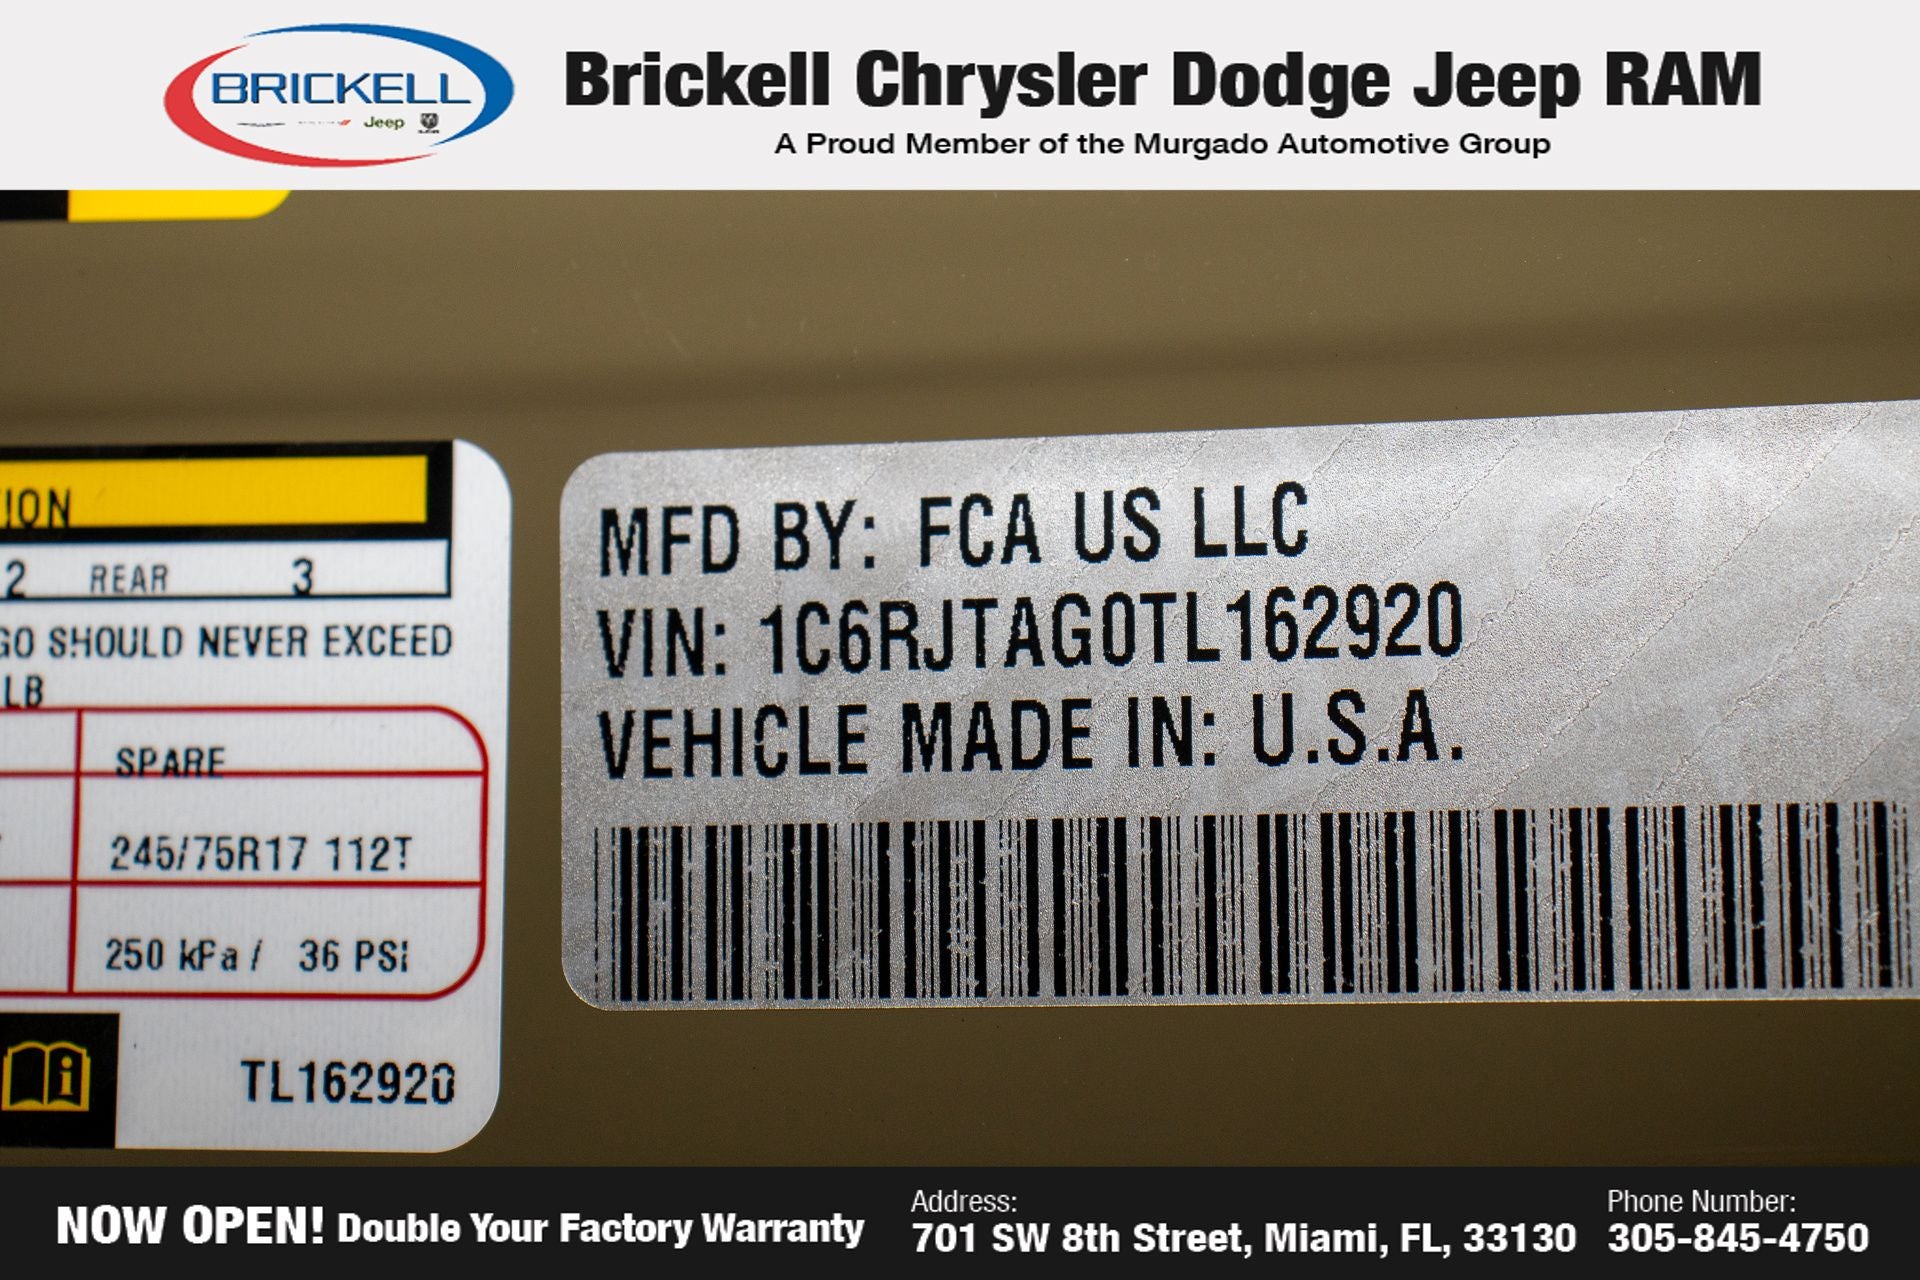 BRICKELL
Jeep
Brickell Chrysler Dodge Jeep RAM
A Proud Member of the Murgado Automotive Group
2 REAR 3
SHOULD NEVER EXCEED
LB
SPARE
245/75R17 112T
250 kPa / 36 PSI
TL162920
MFD BY: FCA US LLC
VIN: 1C6RJTAG0TL162920
VEHICLE MADE IN: U.S.A.
NOW OPEN! Double Your Factory Warranty
Address:
701 SW 8th Street, Miami, FL, 33130
Phone Number:
305-845-4750